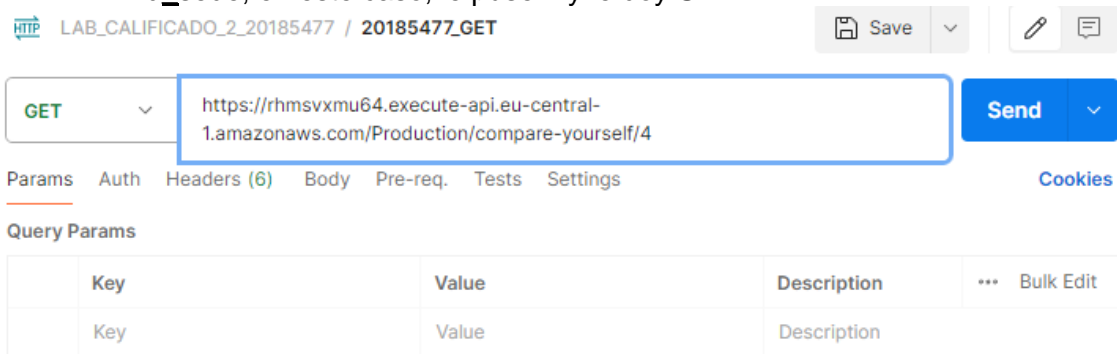 HTTP LAB_CALIFICADO_2_20185477 / 20185477_GET Save
GET https://rhmsvxmu64.execute-api.eu-central-
1.amazonaws.com/Production/compare-yourself/4 Send
Params Auth Headers (6) Body Pre-req. Tests Settings Cookies
Query Params
Key Value Description ••• Bulk Edit
Key Value Description